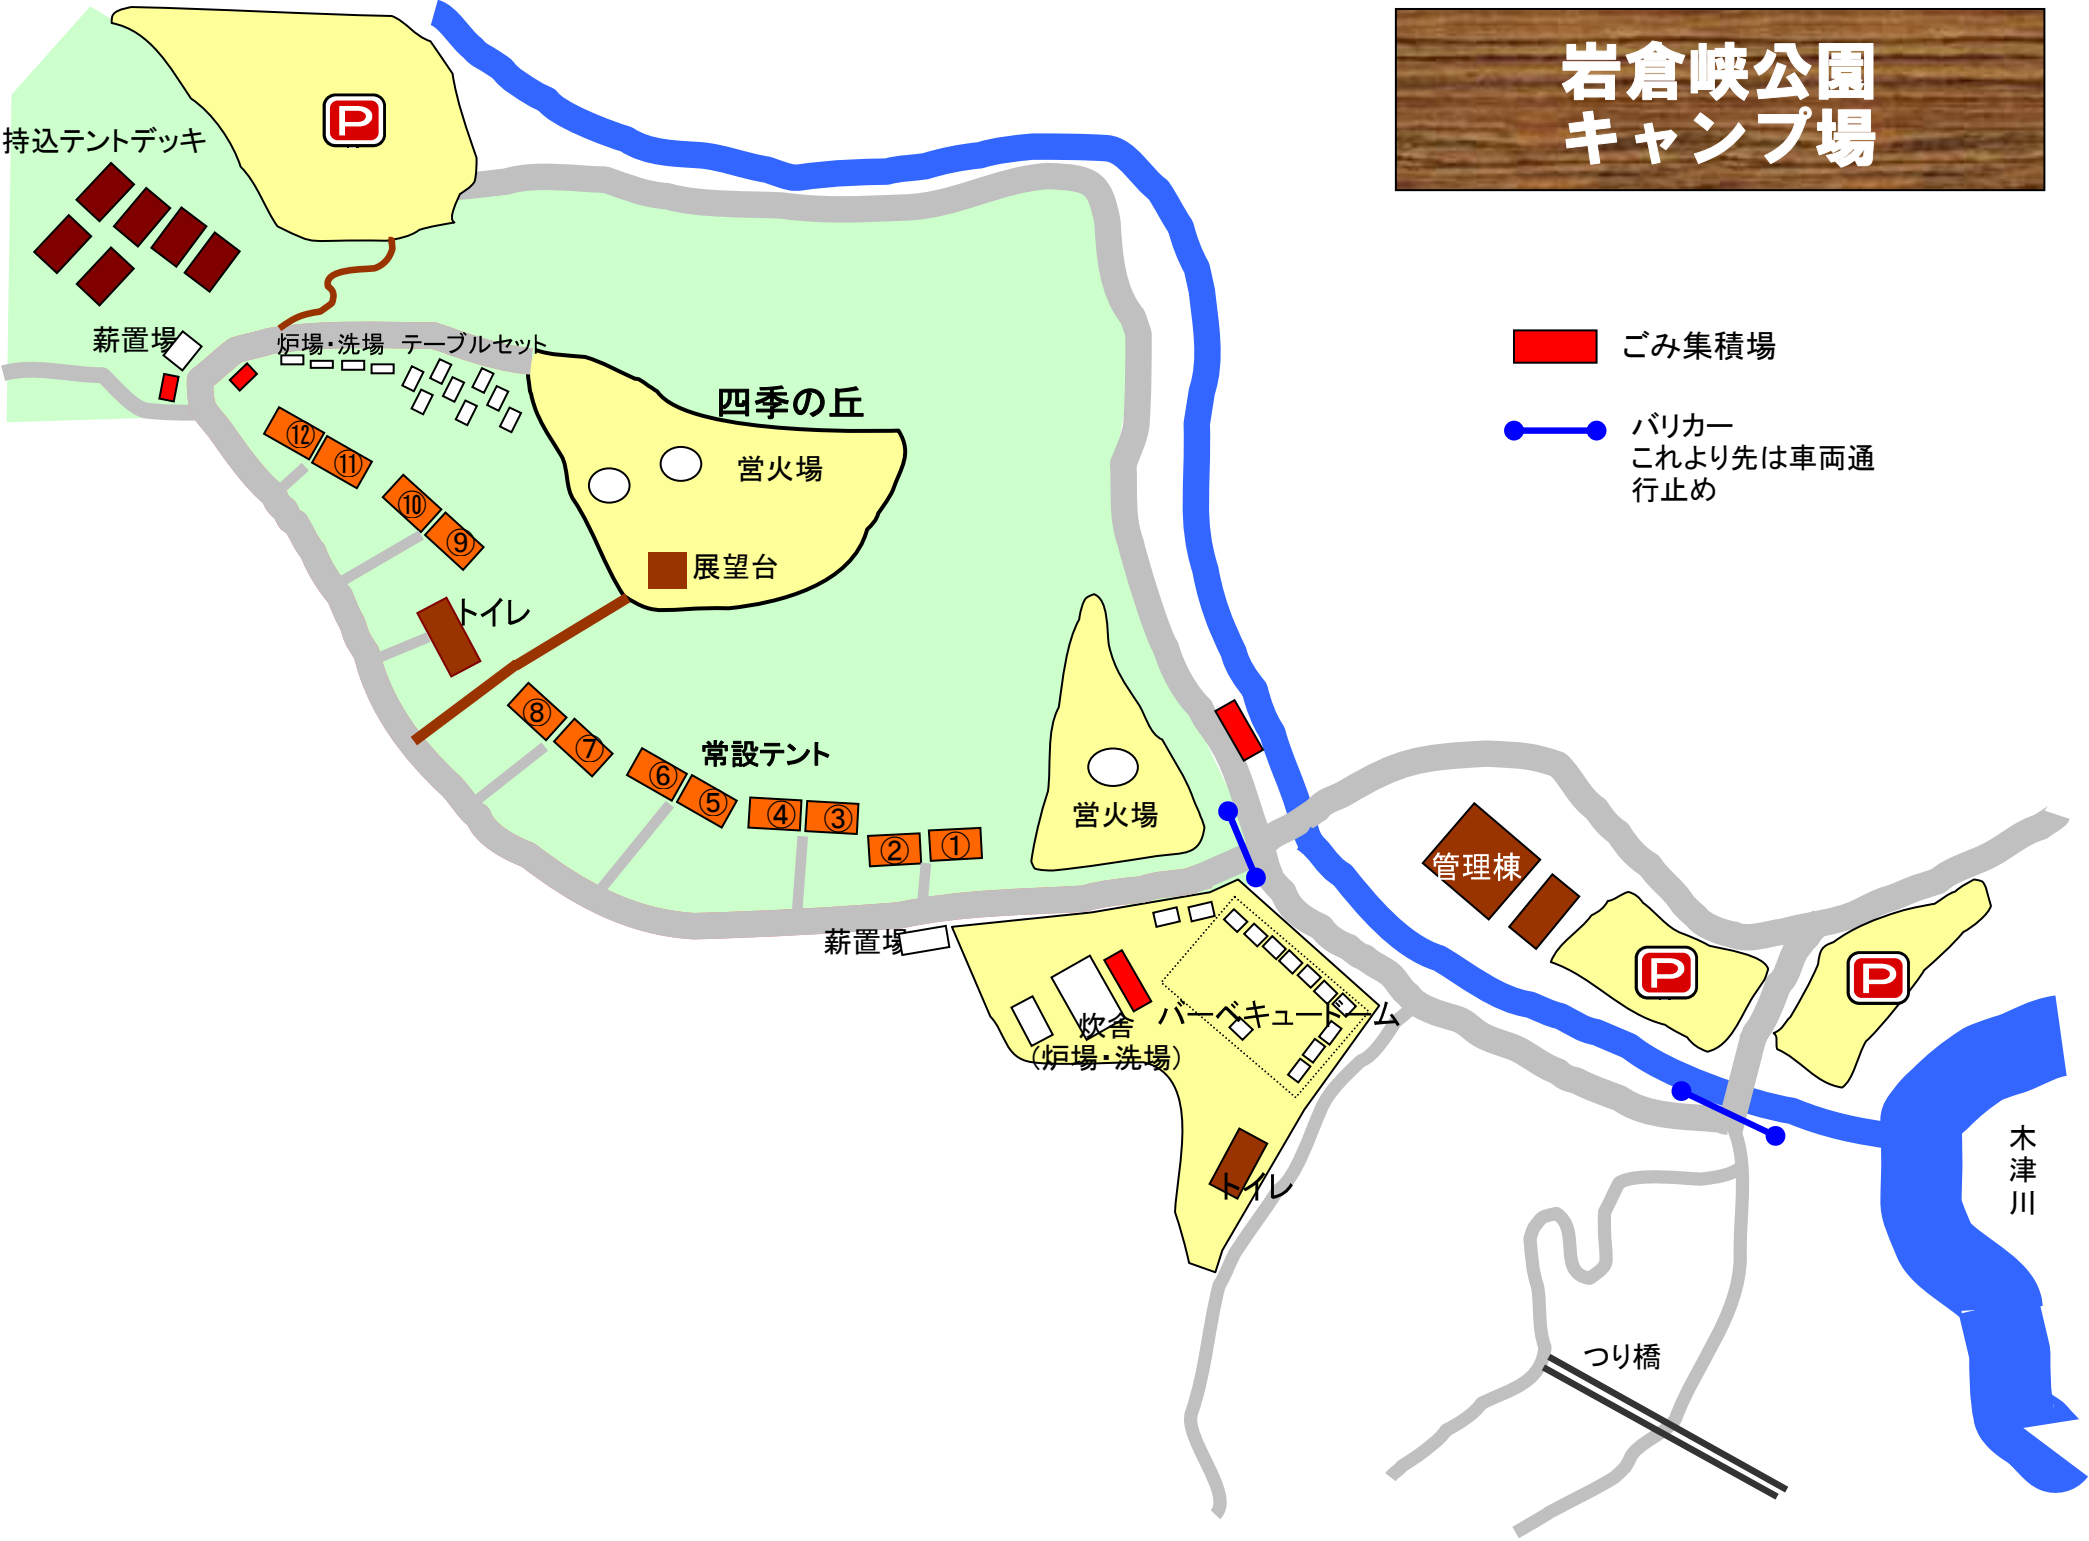 岩倉峡公園
キャンプ場
P
持込テントデッキ
薪置場
炉場・洗場 テーブルセット
ごみ集積場
バリカー
これより先は車両通
行止め
四季の丘
営火場
展望台
⑫
⑪
⑩
⑨
トイレ
⑧
⑦
常設テント
⑥
⑤
④
③
②
①
営火場
管理棟
P
P
薪置場
バーベキュードーム
炊舎
(炉場・洗場)
トイレ
木
津
川
つり橋